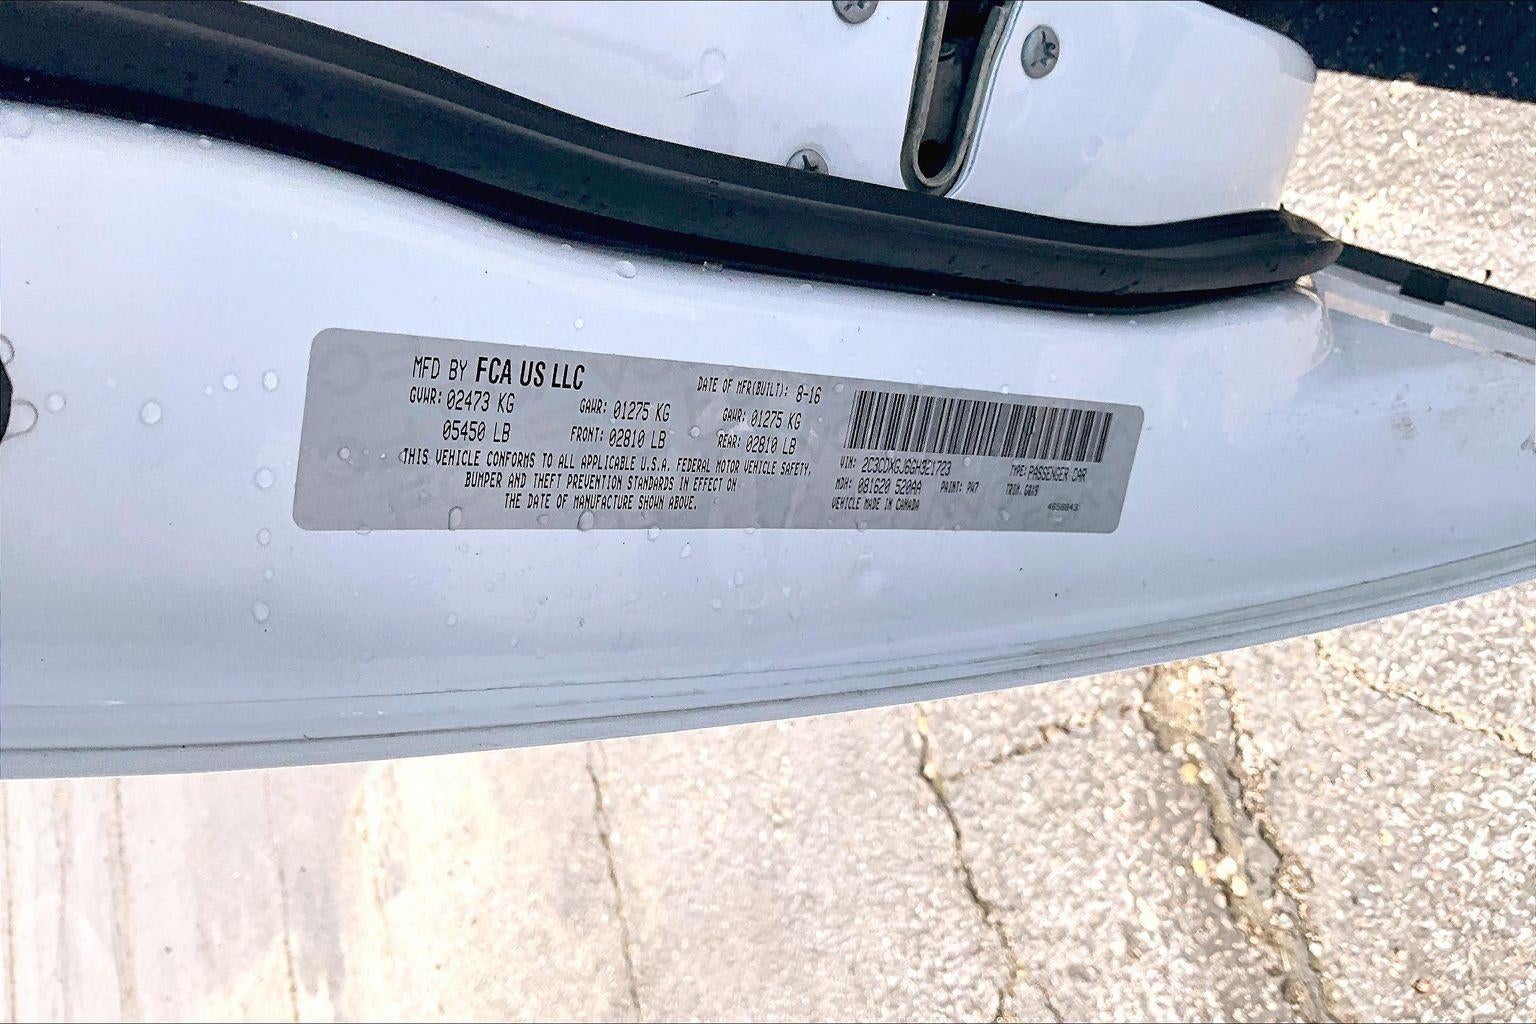 MFD BY FCA US LLC
DATE OF MFR(BUILT): 8-16
GVWR: 02473 KG
GAWR: 01275 KG
GAWR: 01275 KG
05450 LB
FRONT: 02810 LB
REAR: 02810 LB
THIS VEHICLE CONFORMS TO ALL APPLICABLE U.S.A. FEDERAL MOTOR VEHICLE SAFETY,
BUMPER AND THEFT PREVENTION STANDARDS IN EFFECT ON
THE DATE OF MANUFACTURE SHOWN ABOVE.
VIN: 2C3CDXGJ6GH321723
TYPE: PASSENGER CAR
MDH: 081620 520AA
PAINT: PW7
TRIM:
VEHICLE MADE IN CANADA